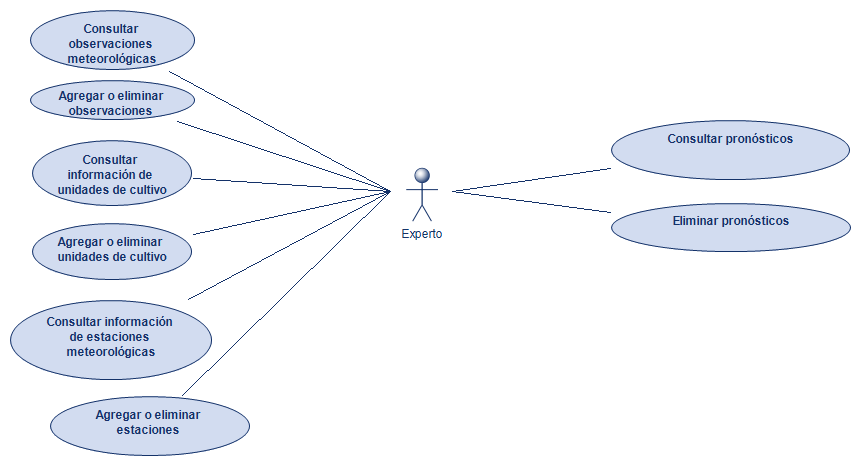 Consultar
observaciones
meteorológicas
Agregar o eliminar
observaciones
Consultar
información de
unidades de cultivo
Agregar o eliminar
unidades de cultivo
Consultar información
de estaciones
meteorológicas
Agregar o eliminar
estaciones
Experto
Consultar pronósticos
Eliminar pronósticos